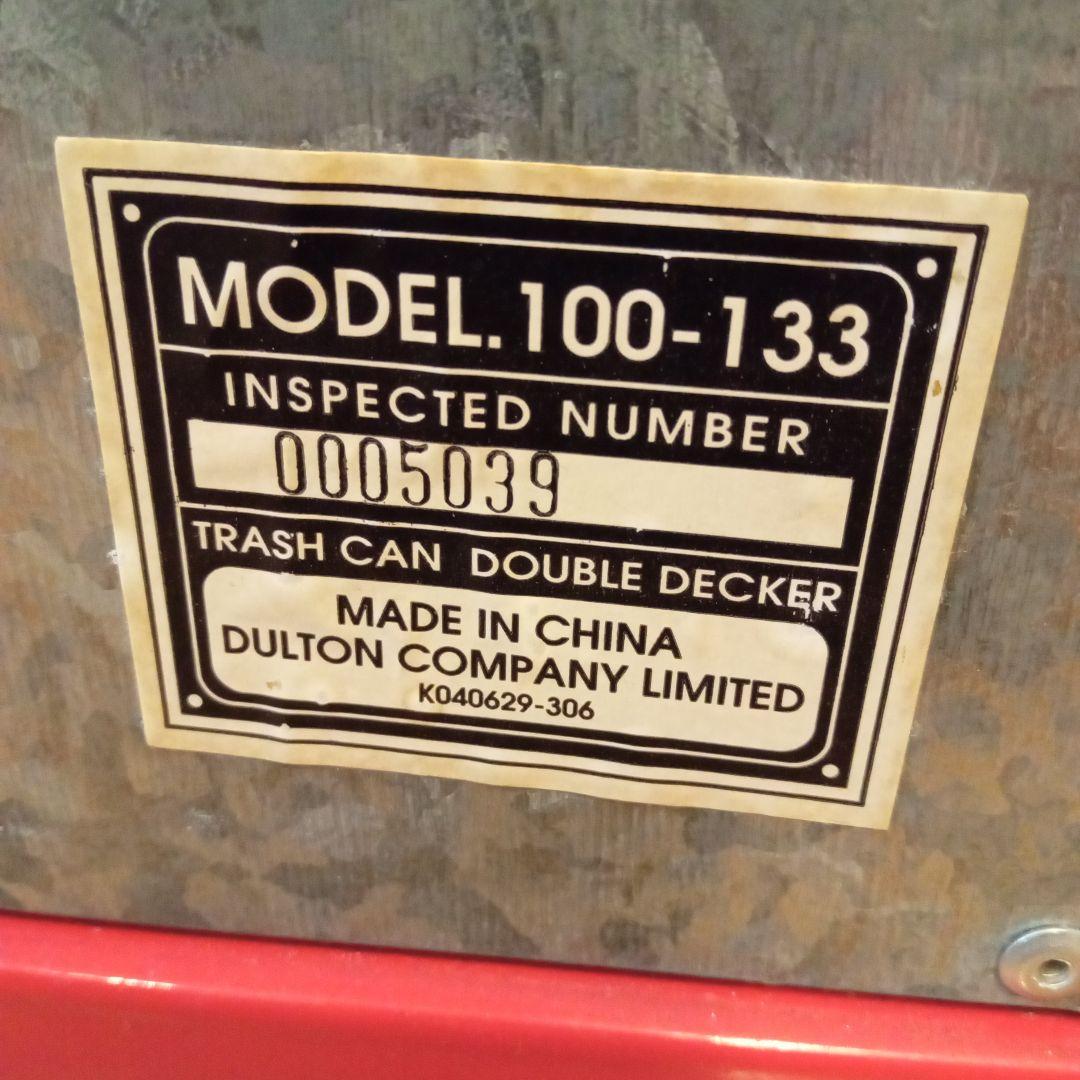 MODEL.100-133
INSPECTED NUMBER
0005039
TRASH CAN DOUBLE DECKER
MADE IN CHINA
DULTON COMPANY LIMITED
K040629-306